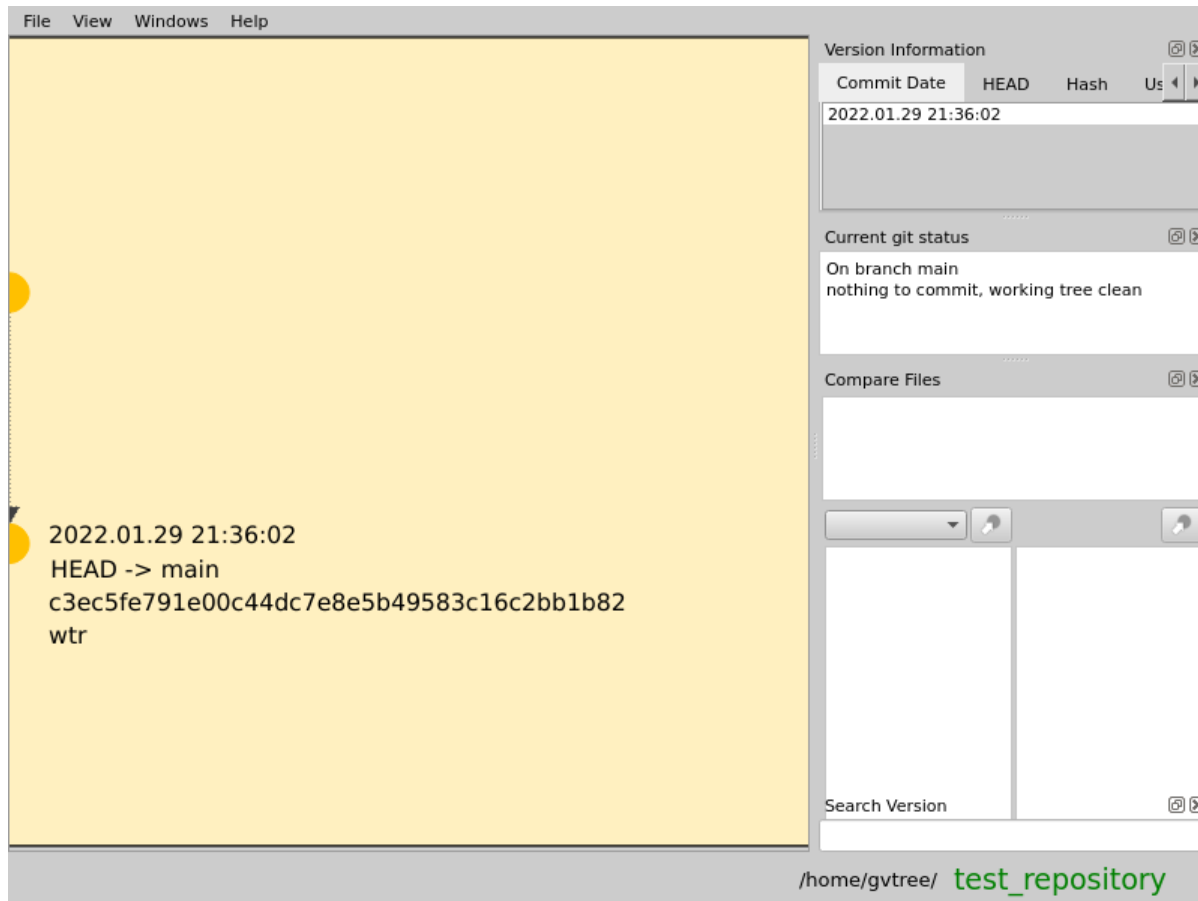 File View Windows Help
Version Information
Commit Date HEAD Hash Us
2022.01.29 21:36:02
Current git status
On branch main
nothing to commit, working tree clean
Compare Files
2022.01.29 21:36:02
HEAD -> main
c3ec5fe791e00c44dc7e8e5b49583c16c2bb1b82
wtr
Search Version
/home/gvtree/ test_repository